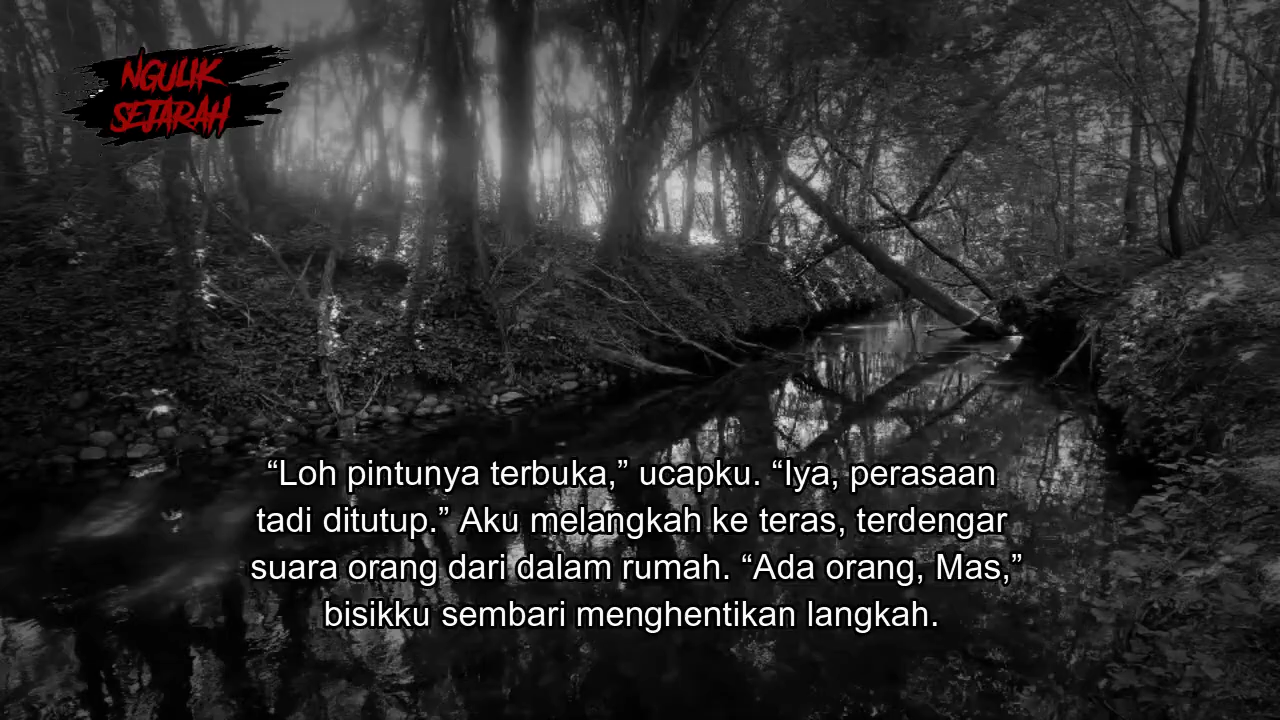 NGULIK
SEJARAH
“Loh pintunya terbuka,” ucapku. “Iya, perasaan
tadi ditutup.” Aku melangkah ke teras, terdengar
suara orang dari dalam rumah. “Ada orang, Mas,”
bisikku sembari menghentikan langkah.